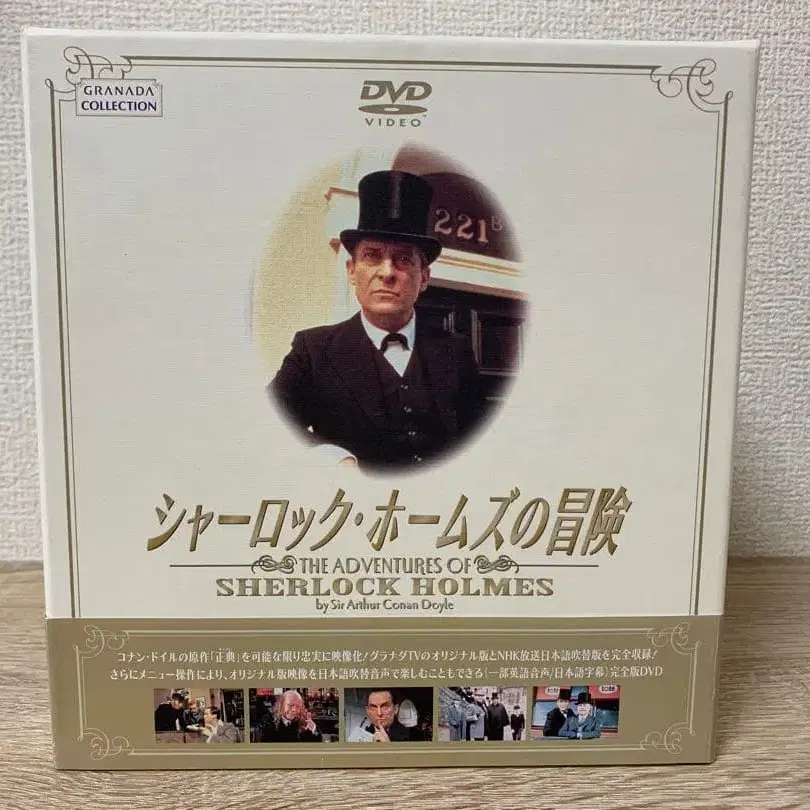 GRANADA
COLLECTION
DVD
VIDEO
221B
シャーロック・ホームズの冒険
THE ADVENTURES OF
SHERLOCK HOLMES
by Sir Arthur Conan Doyle
コナン・ドイルの原作「正典」を可能な限り忠実に映像化!グラナダTVのオリジナル版とNHK放送日本語吹替版を完全収録!
さらにメニュー操作により、オリジナル版映像を日本語吹替音声で楽しむこともできる(一部英語音声/日本語字幕)完全版DVD